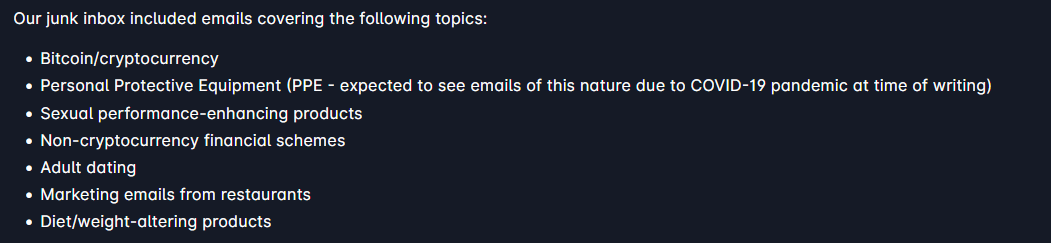 Our junk inbox included emails covering the following topics:
• Bitcoin/cryptocurrency
• Personal Protective Equipment (PPE - expected to see emails of this nature due to COVID-19 pandemic at time of writing)
• Sexual performance-enhancing products
• Non-cryptocurrency financial schemes
• Adult dating
• Marketing emails from restaurants
• Diet/weight-altering products